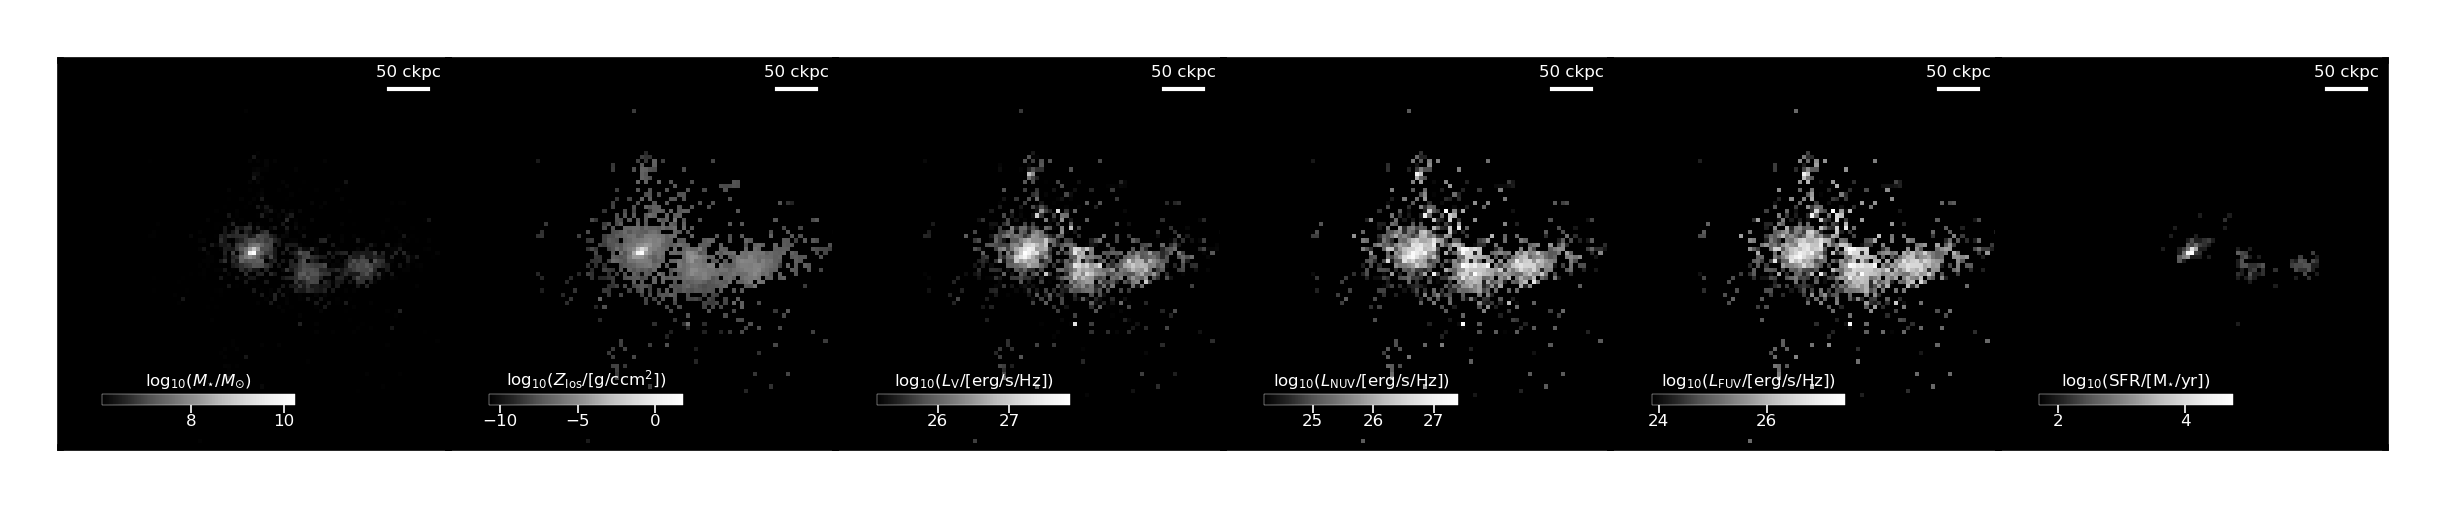 50 ckpc 50 ckpc 50 ckpc 50 ckpc 50 ckpc 50 ckpc
log₁₀(M⋆/M⊙) log₁₀(Zlos/[g/ccm²]) log₁₀(Lᴠ/[erg/s/Hz]) log₁₀(LNUV/[erg/s/Hz]) log₁₀(LFUV/[erg/s/Hz]) log₁₀(SFR/[M⋆/yr])
8 10 −10 −5 0 26 27 25 26 27 24 26 2 4